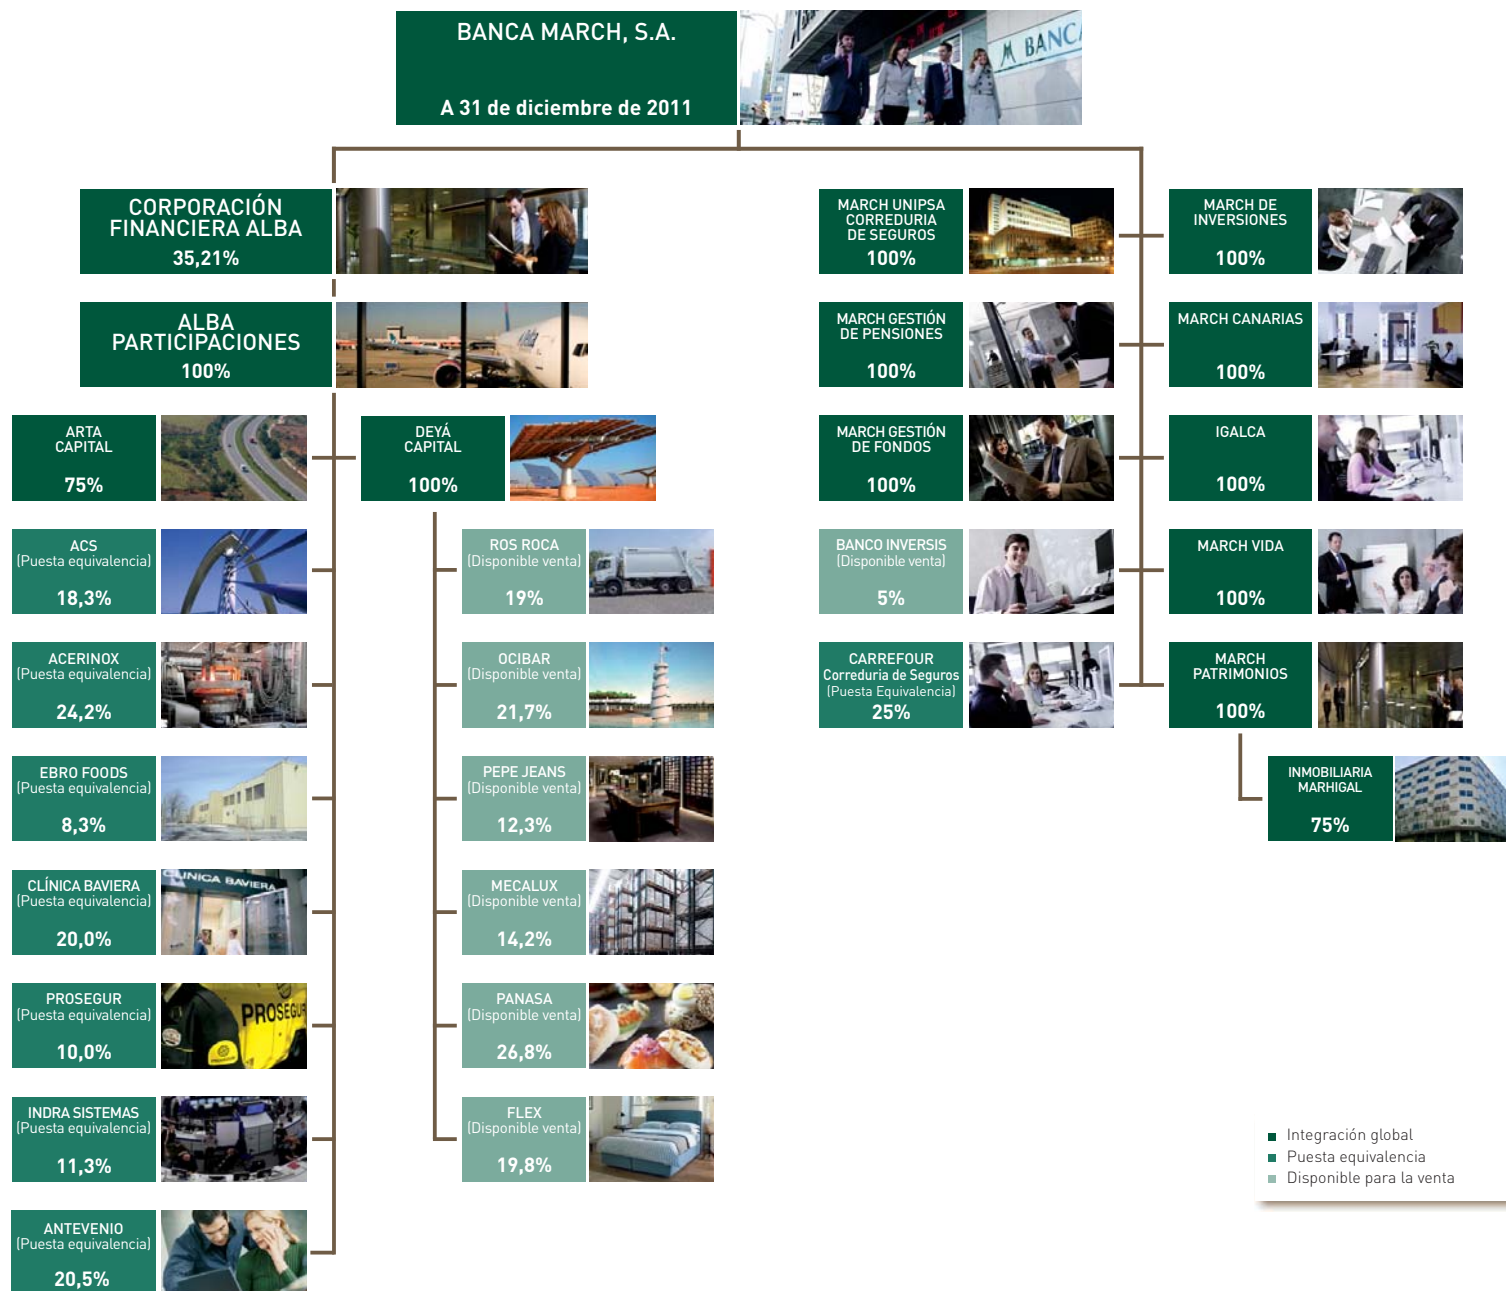 BANCA MARCH, S.A.
A 31 de diciembre de 2011
BANCA
CORPORACIÓN
FINANCIERA ALBA
35,21%
ALBA
PARTICIPACIONES
100%
ARTA
CAPITAL
75%
DEYÁ
CAPITAL
100%
ACS
(Puesta equivalencia)
18,3%
ACERINOX
(Puesta equivalencia)
24,2%
EBRO FOODS
(Puesta equivalencia)
8,3%
CLÍNICA BAVIERA
(Puesta equivalencia)
20,0%
CLINICA BAVIERA
PROSEGUR
(Puesta equivalencia)
10,0%
PROSEGUR
INDRA SISTEMAS
(Puesta equivalencia)
11,3%
ANTEVENIO
(Puesta equivalencia)
20,5%
ROS ROCA
(Disponible venta)
19%
OCIBAR
(Disponible venta)
21,7%
PEPE JEANS
(Disponible venta)
12,3%
MECALUX
(Disponible venta)
14,2%
PANASA
(Disponible venta)
26,8%
FLEX
(Disponible venta)
19,8%
MARCH UNIPSA
CORREDURIA
DE SEGUROS
100%
MARCH GESTIÓN
DE PENSIONES
100%
MARCH GESTIÓN
DE FONDOS
100%
BANCO INVERSIS
(Disponible venta)
5%
CARREFOUR
Correduria de Seguros
(Puesta Equivalencia)
25%
MARCH DE
INVERSIONES
100%
MARCH CANARIAS
100%
IGALCA
100%
MARCH VIDA
100%
MARCH
PATRIMONIOS
100%
INMOBILIARIA
MARHIGAL
75%
Integración global
Puesta equivalencia
Disponible para la venta